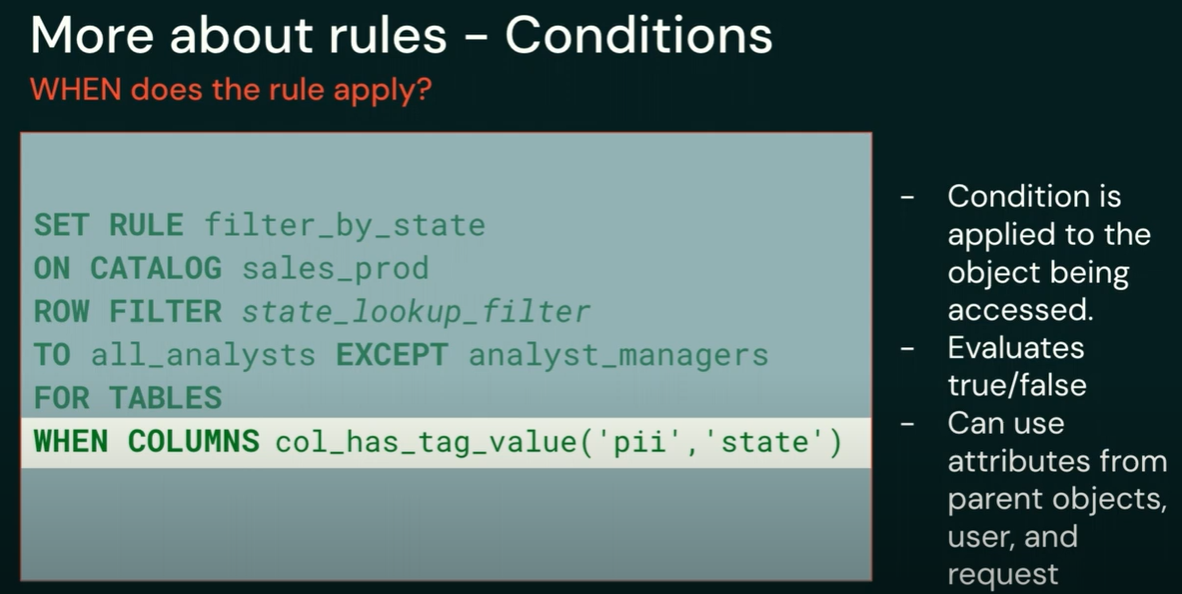 More about rules - Conditions
WHEN does the rule apply?
SET RULE filter_by_state
ON CATALOG sales_prod
ROW FILTER state_lookup_filter
TO all_analysts EXCEPT analyst_managers
FOR TABLES
WHEN COLUMNS col_has_tag_value('pii','state')
- Condition is
applied to the
object being
accessed.
- Evaluates
true/false
- Can use
attributes from
parent objects,
user, and
request